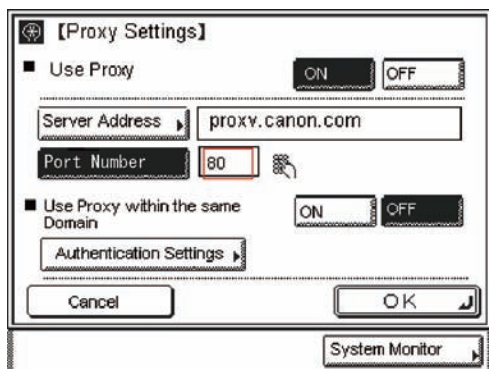 【Proxy Settings】
Use Proxy
ON OFF
Server Address proxy.canon.com
Port Number 80
Use Proxy within the same
Domain
ON OFF
Authentication Settings
Cancel OK
System Monitor